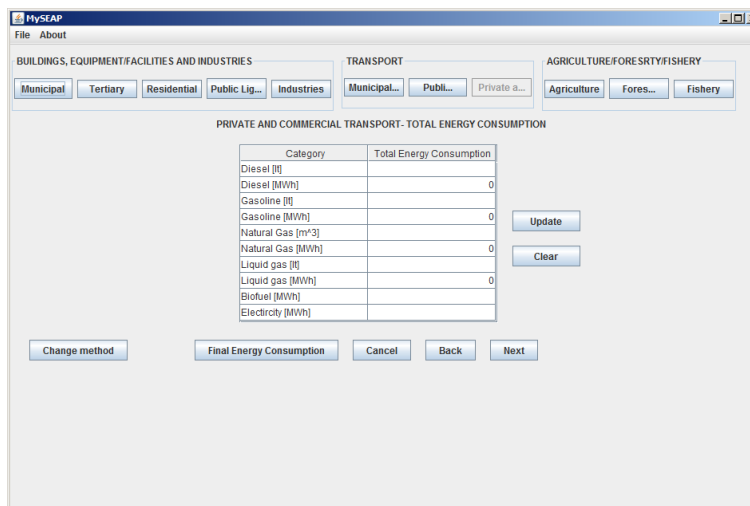 MySEAP
File About
BUILDINGS, EQUIPMENT/FACILITIES AND INDUSTRIES TRANSPORT AGRICULTURE/FORESRTY/FISHERY
Municipal Tertiary Residential Public Lig... Industries Municipal... Publi... Private a... Agriculture Fores... Fishery
PRIVATE AND COMMERCIAL TRANSPORT- TOTAL ENERGY CONSUMPTION
Category Total Energy Consumption
Diesel [lt]
Diesel [MWh] 0
Gasoline [lt]
Gasoline [MWh] 0
Update
Natural Gas [m^3]
Natural Gas [MWh] 0
Clear
Liquid gas [lt]
Liquid gas [MWh] 0
Biofuel [MWh]
Electircity [MWh]
Change method Final Energy Consumption Cancel Back Next